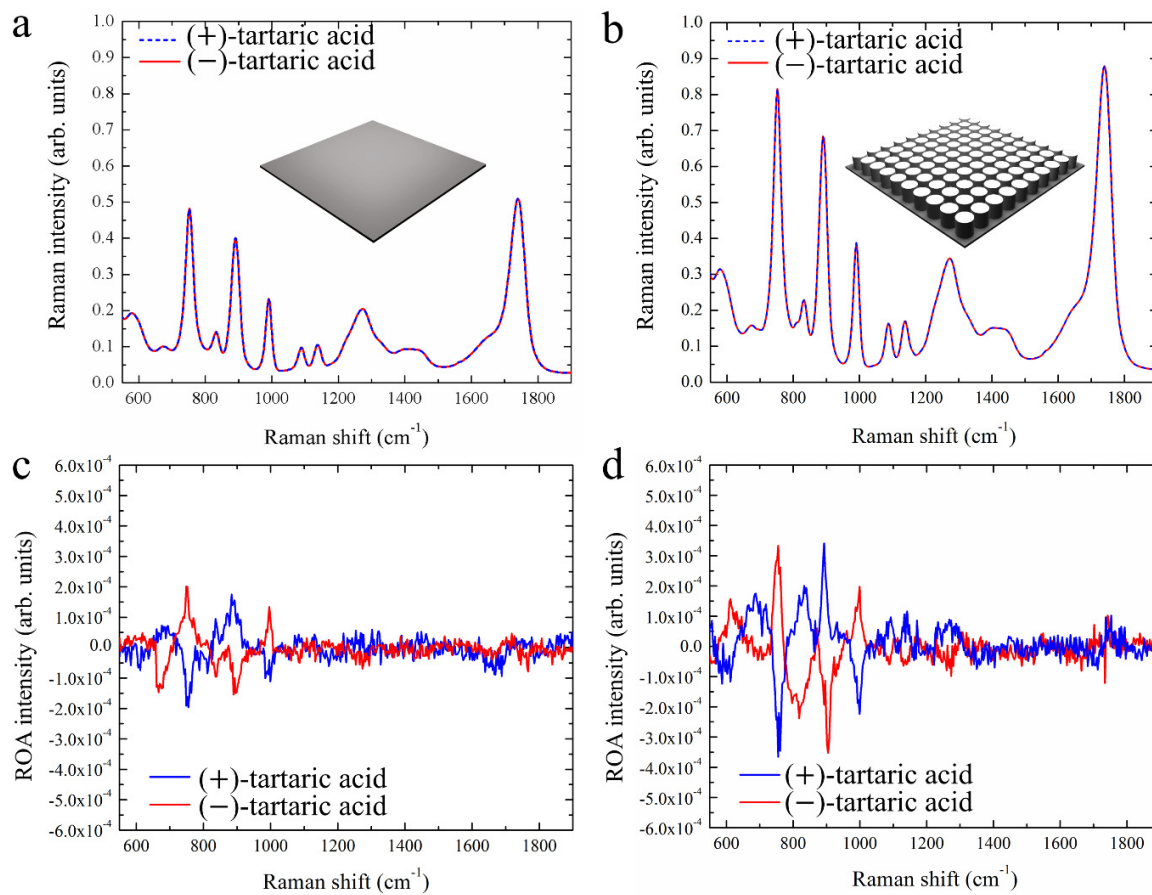 a
(+)-tartaric acid
(−)-tartaric acid
1.0
0.9
0.8
0.7
0.6
0.5
0.4
0.3
0.2
0.1
0.0
Raman intensity (arb. units)
600 800 1000 1200 1400 1600 1800
Raman shift (cm⁻¹)
b
(+)-tartaric acid
(−)-tartaric acid
1.0
0.9
0.8
0.7
0.6
0.5
0.4
0.3
0.2
0.1
0.0
Raman intensity (arb. units)
600 800 1000 1200 1400 1600 1800
Raman shift (cm⁻¹)
c
6.0x10⁻⁴
5.0x10⁻⁴
4.0x10⁻⁴
3.0x10⁻⁴
2.0x10⁻⁴
1.0x10⁻⁴
0.0
-1.0x10⁻⁴
-2.0x10⁻⁴
-3.0x10⁻⁴
-4.0x10⁻⁴
-5.0x10⁻⁴
-6.0x10⁻⁴
ROA intensity (arb. units)
(+)-tartaric acid
(−)-tartaric acid
600 800 1000 1200 1400 1600 1800
Raman shift (cm⁻¹)
d
6.0x10⁻⁴
5.0x10⁻⁴
4.0x10⁻⁴
3.0x10⁻⁴
2.0x10⁻⁴
1.0x10⁻⁴
0.0
-1.0x10⁻⁴
-2.0x10⁻⁴
-3.0x10⁻⁴
-4.0x10⁻⁴
-5.0x10⁻⁴
-6.0x10⁻⁴
ROA intensity (arb. units)
(+)-tartaric acid
(−)-tartaric acid
600 800 1000 1200 1400 1600 1800
Raman shift (cm⁻¹)